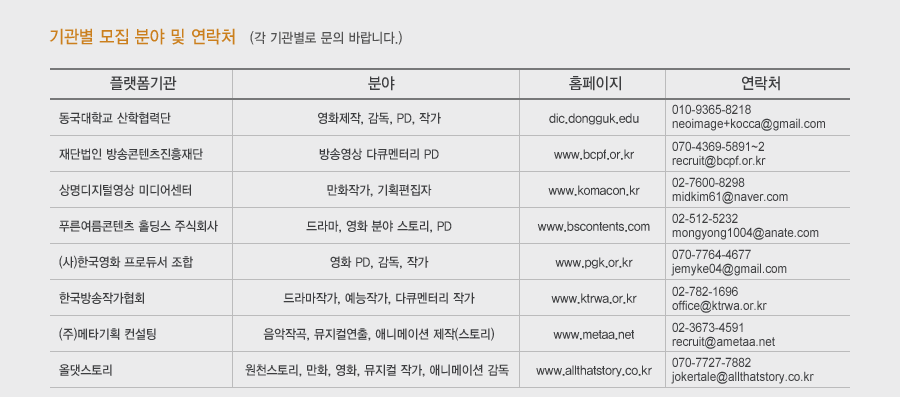 기관별 모집 분야 및 연락처 (각 기관별로 문의 바랍니다.)
플랫폼기관 분야 홈페이지 연락처
동국대학교 산학협력단 영화제작, 감독, PD, 작가 dic.dongguk.edu 010-9365-8218
neoimage+kocca@gmail.com
재단법인 방송콘텐츠진흥재단 방송영상 다큐멘터리 PD www.bcpf.or.kr 070-4369-5891~2
recruit@bcpf.or.kr
상명디지털영상 미디어센터 만화작가, 기획편집자 www.komacon.kr 02-7600-8298
midkim61@naver.com
푸른여름콘텐츠 홀딩스 주식회사 드라마, 영화 분야 스토리, PD www.bscontents.com 02-512-5232
mongyong1004@anate.com
(사)한국영화 프로듀서 조합 영화 PD, 감독, 작가 www.pgk.or.kr 070-7764-4677
jemyke04@gmail.com
한국방송작가협회 드라마작가, 예능작가, 다큐멘터리 작가 www.ktrwa.or.kr 02-782-1696
office@ktrwa.or.kr
(주)메타기획 컨설팅 음악작곡, 뮤지컬연출, 애니메이션 제작(스토리) www.metaa.net 02-3673-4591
recruit@ametaa.net
올댓스토리 원천스토리, 만화, 영화, 뮤지컬 작가, 애니메이션 감독 www.allthatstory.co.kr 070-7727-7882
jokertale@allthatstory.co.kr